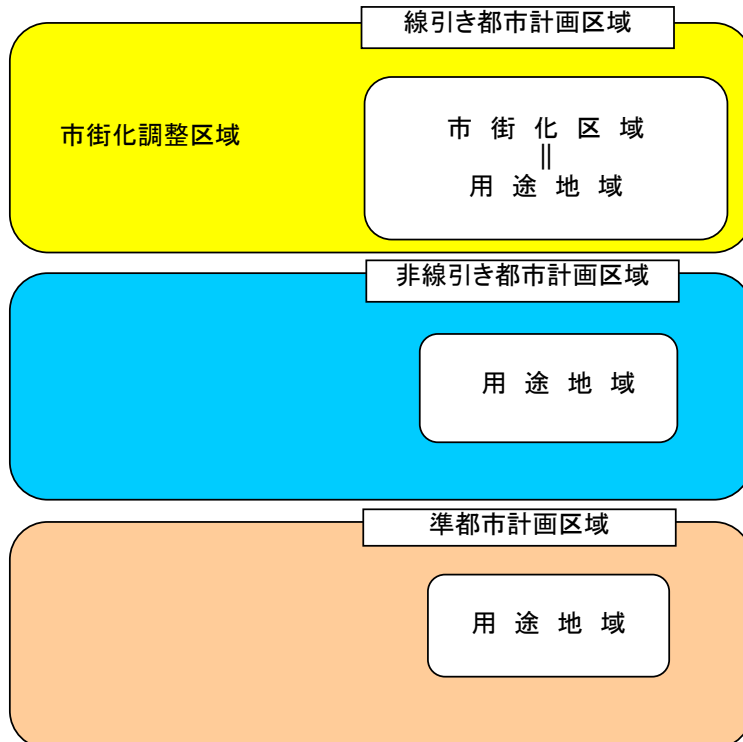 線引き都市計画区域
市街化調整区域
市 街 化 区 域
||
用 途 地 域
非線引き都市計画区域
用 途 地 域
準都市計画区域
用 途 地 域